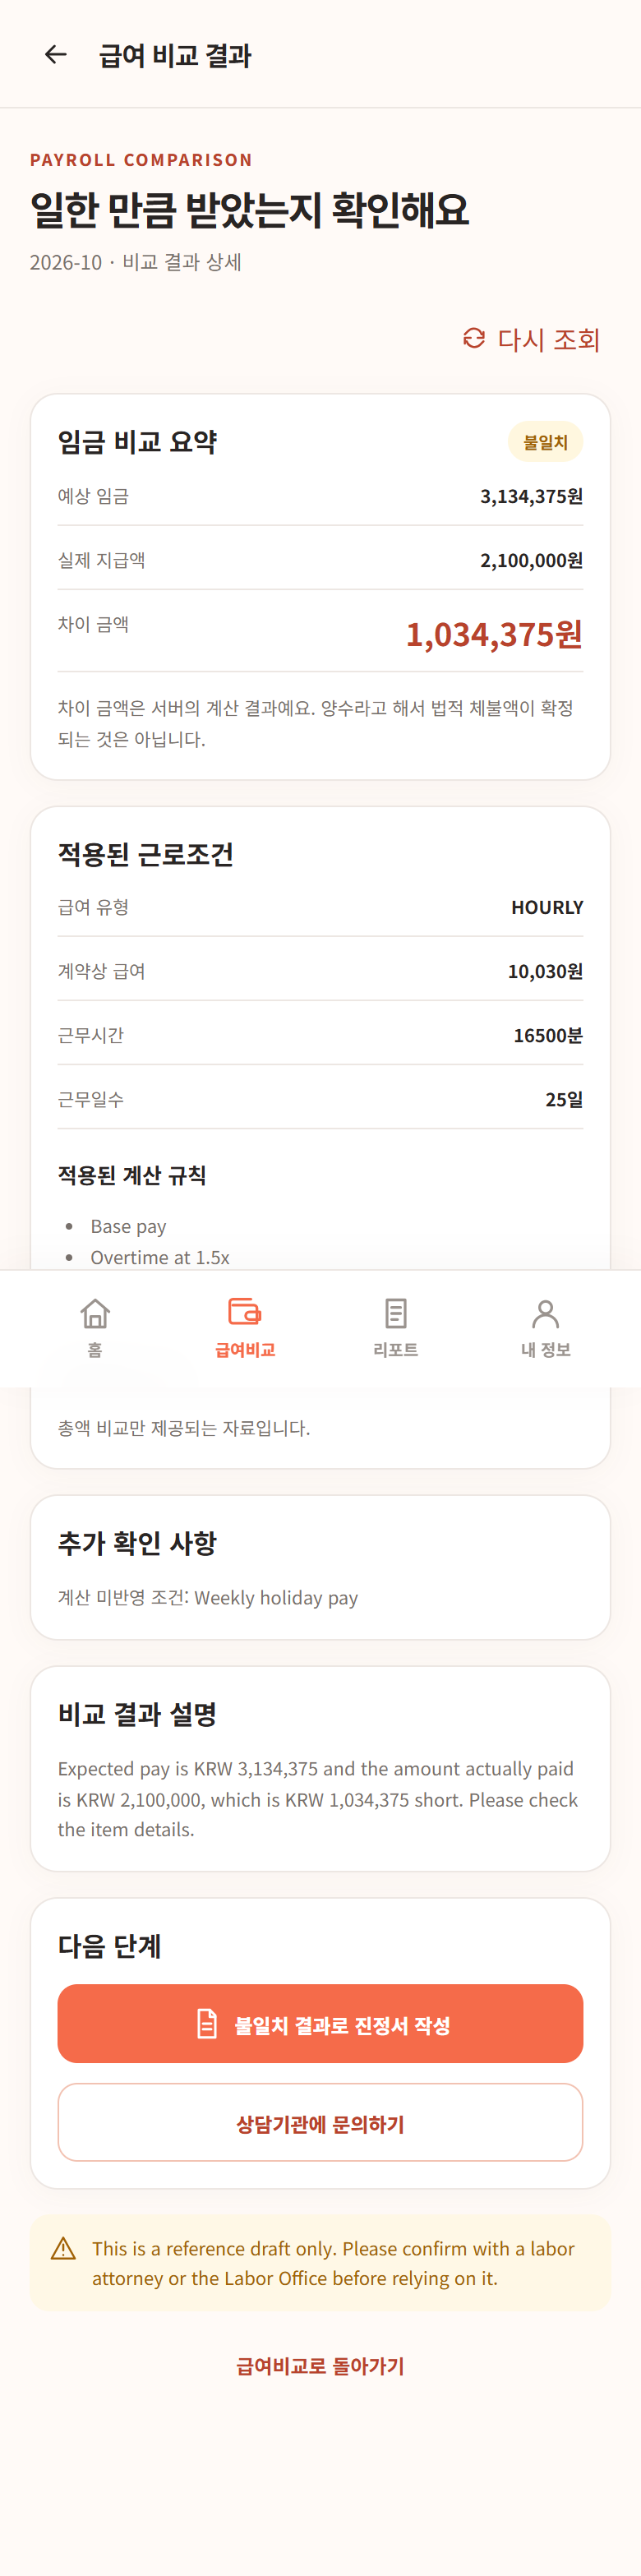 급여 비교 결과
PAYROLL COMPARISON
일한 만큼 받았는지 확인해요
2026-10 · 비교 결과 상세
다시 조회
임금 비교 요약
불일치
예상 임금 3,134,375원
실제 지급액 2,100,000원
차이 금액 1,034,375원
차이 금액은 서버의 계산 결과예요. 양수라고 해서 법적 체불액이 확정
되는 것은 아닙니다.
적용된 근로조건
급여 유형 HOURLY
계약상 급여 10,030원
근무시간 16500분
근무일수 25일
적용된 계산 규칙
• Base pay
• Overtime at 1.5x
홈 급여비교 리포트 내 정보
총액 비교만 제공되는 자료입니다.
추가 확인 사항
계산 미반영 조건: Weekly holiday pay
비교 결과 설명
Expected pay is KRW 3,134,375 and the amount actually paid
is KRW 2,100,000, which is KRW 1,034,375 short. Please check
the item details.
다음 단계
불일치 결과로 진정서 작성
상담기관에 문의하기
This is a reference draft only. Please confirm with a labor
attorney or the Labor Office before relying on it.
급여비교로 돌아가기